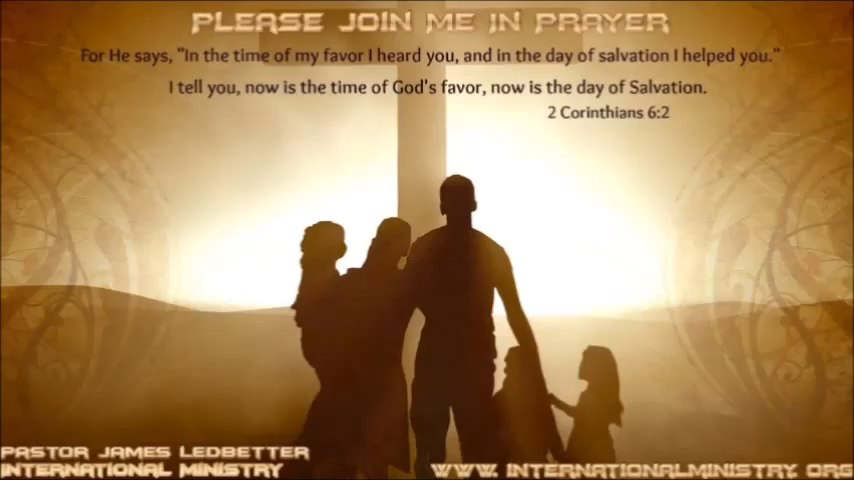 PLEASE JOIN ME IN PRAYER
For He says, "In the time of my favor I heard you, and in the day of salvation I helped you."
I tell you, now is the time of God's favor, now is the day of Salvation.
2 Corinthians 6:2
PASTOR JAMES LEDBETTER
INTERNATIONAL MINISTRY
WWW. INTERNATIONALMINISTRY. ORG